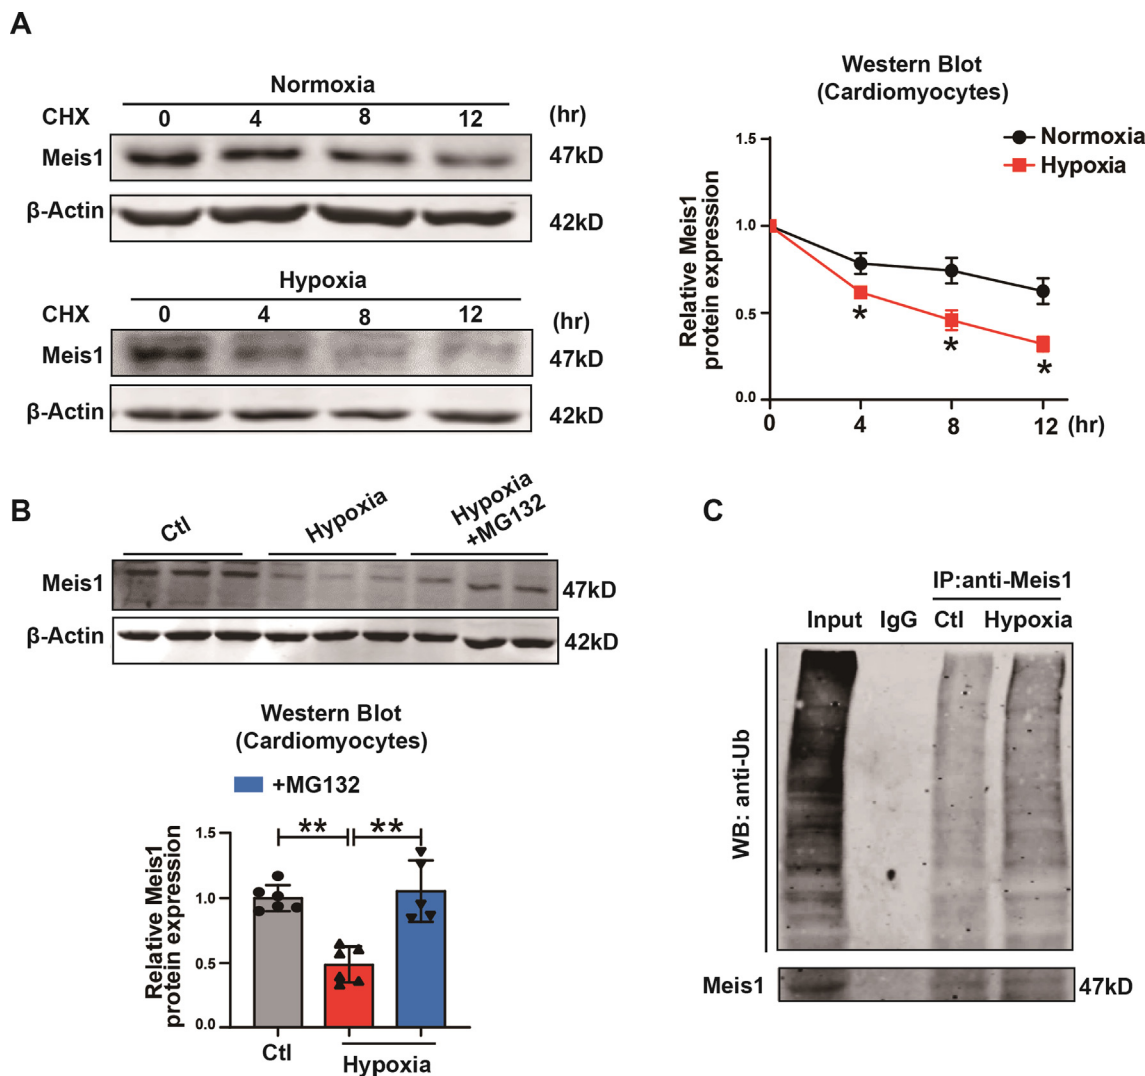 A
Normoxia
CHX 0 4 8 12 (hr)
Meis1 47kD
β-Actin 42kD
Hypoxia
CHX 0 4 8 12 (hr)
Meis1 47kD
β-Actin 42kD
Western Blot
(Cardiomyocytes)
Normoxia
Hypoxia
Relative Meis1
protein expression
1.5
1.0
0.5
0.0
* * *
0 4 8 12 (hr)
B
Ctl Hypoxia Hypoxia
+MG132
Meis1 47kD
β-Actin 42kD
Western Blot
(Cardiomyocytes)
+MG132
Relative Meis1
protein expression
1.5
1.0
0.5
0.0
** **
Ctl
Hypoxia
C
IP:anti-Meis1
Input IgG Ctl Hypoxia
WB: anti-Ub
Meis1 47kD